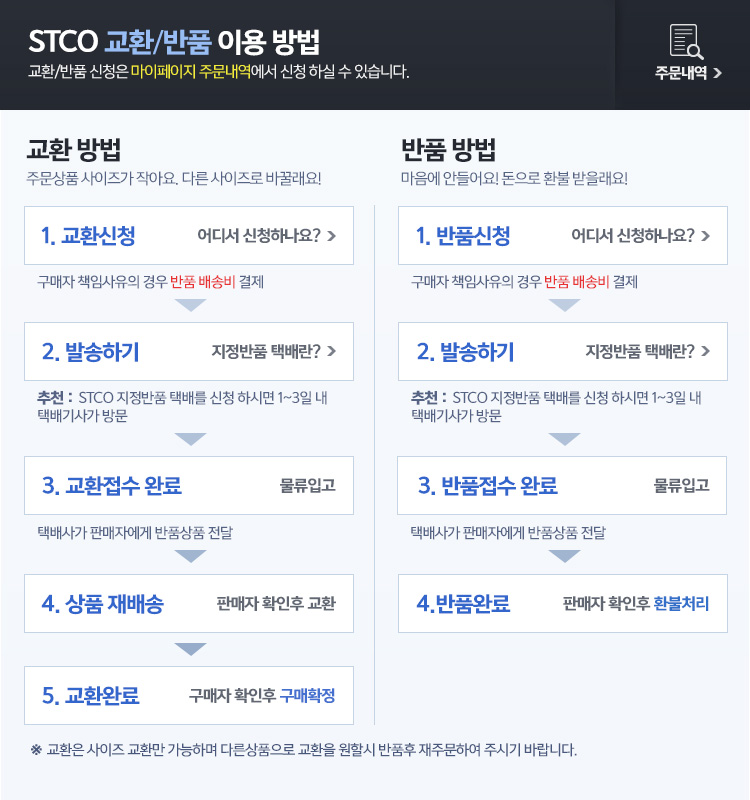 STCO 교환/반품 이용 방법
교환/반품 신청은 마이페이지 주문내역에서 신청 하실 수 있습니다.
주문내역 >
교환 방법
주문상품 사이즈가 작아요. 다른 사이즈로 바꿀래요!
1. 교환신청 어디서 신청하나요? >
구매자 책임사유의 경우 반품 배송비 결제
2. 발송하기 지정반품 택배란? >
추천 : STCO 지정반품 택배를 신청 하시면 1~3일 내
택배기사가 방문
3. 교환접수 완료 물류입고
택배사가 판매자에게 반품상품 전달
4. 상품 재배송 판매자 확인후 교환
5. 교환완료 구매자 확인후 구매확정
반품 방법
마음에 안들어요! 돈으로 환불 받을래요!
1. 반품신청 어디서 신청하나요? >
구매자 책임사유의 경우 반품 배송비 결제
2. 발송하기 지정반품 택배란? >
추천 : STCO 지정반품 택배를 신청 하시면 1~3일 내
택배기사가 방문
3. 반품접수 완료 물류입고
택배사가 판매자에게 반품상품 전달
4.반품완료 판매자 확인후 환불처리
※ 교환은 사이즈 교환만 가능하며 다른상품으로 교환을 원할시 반품후 재주문하여 주시기 바랍니다.